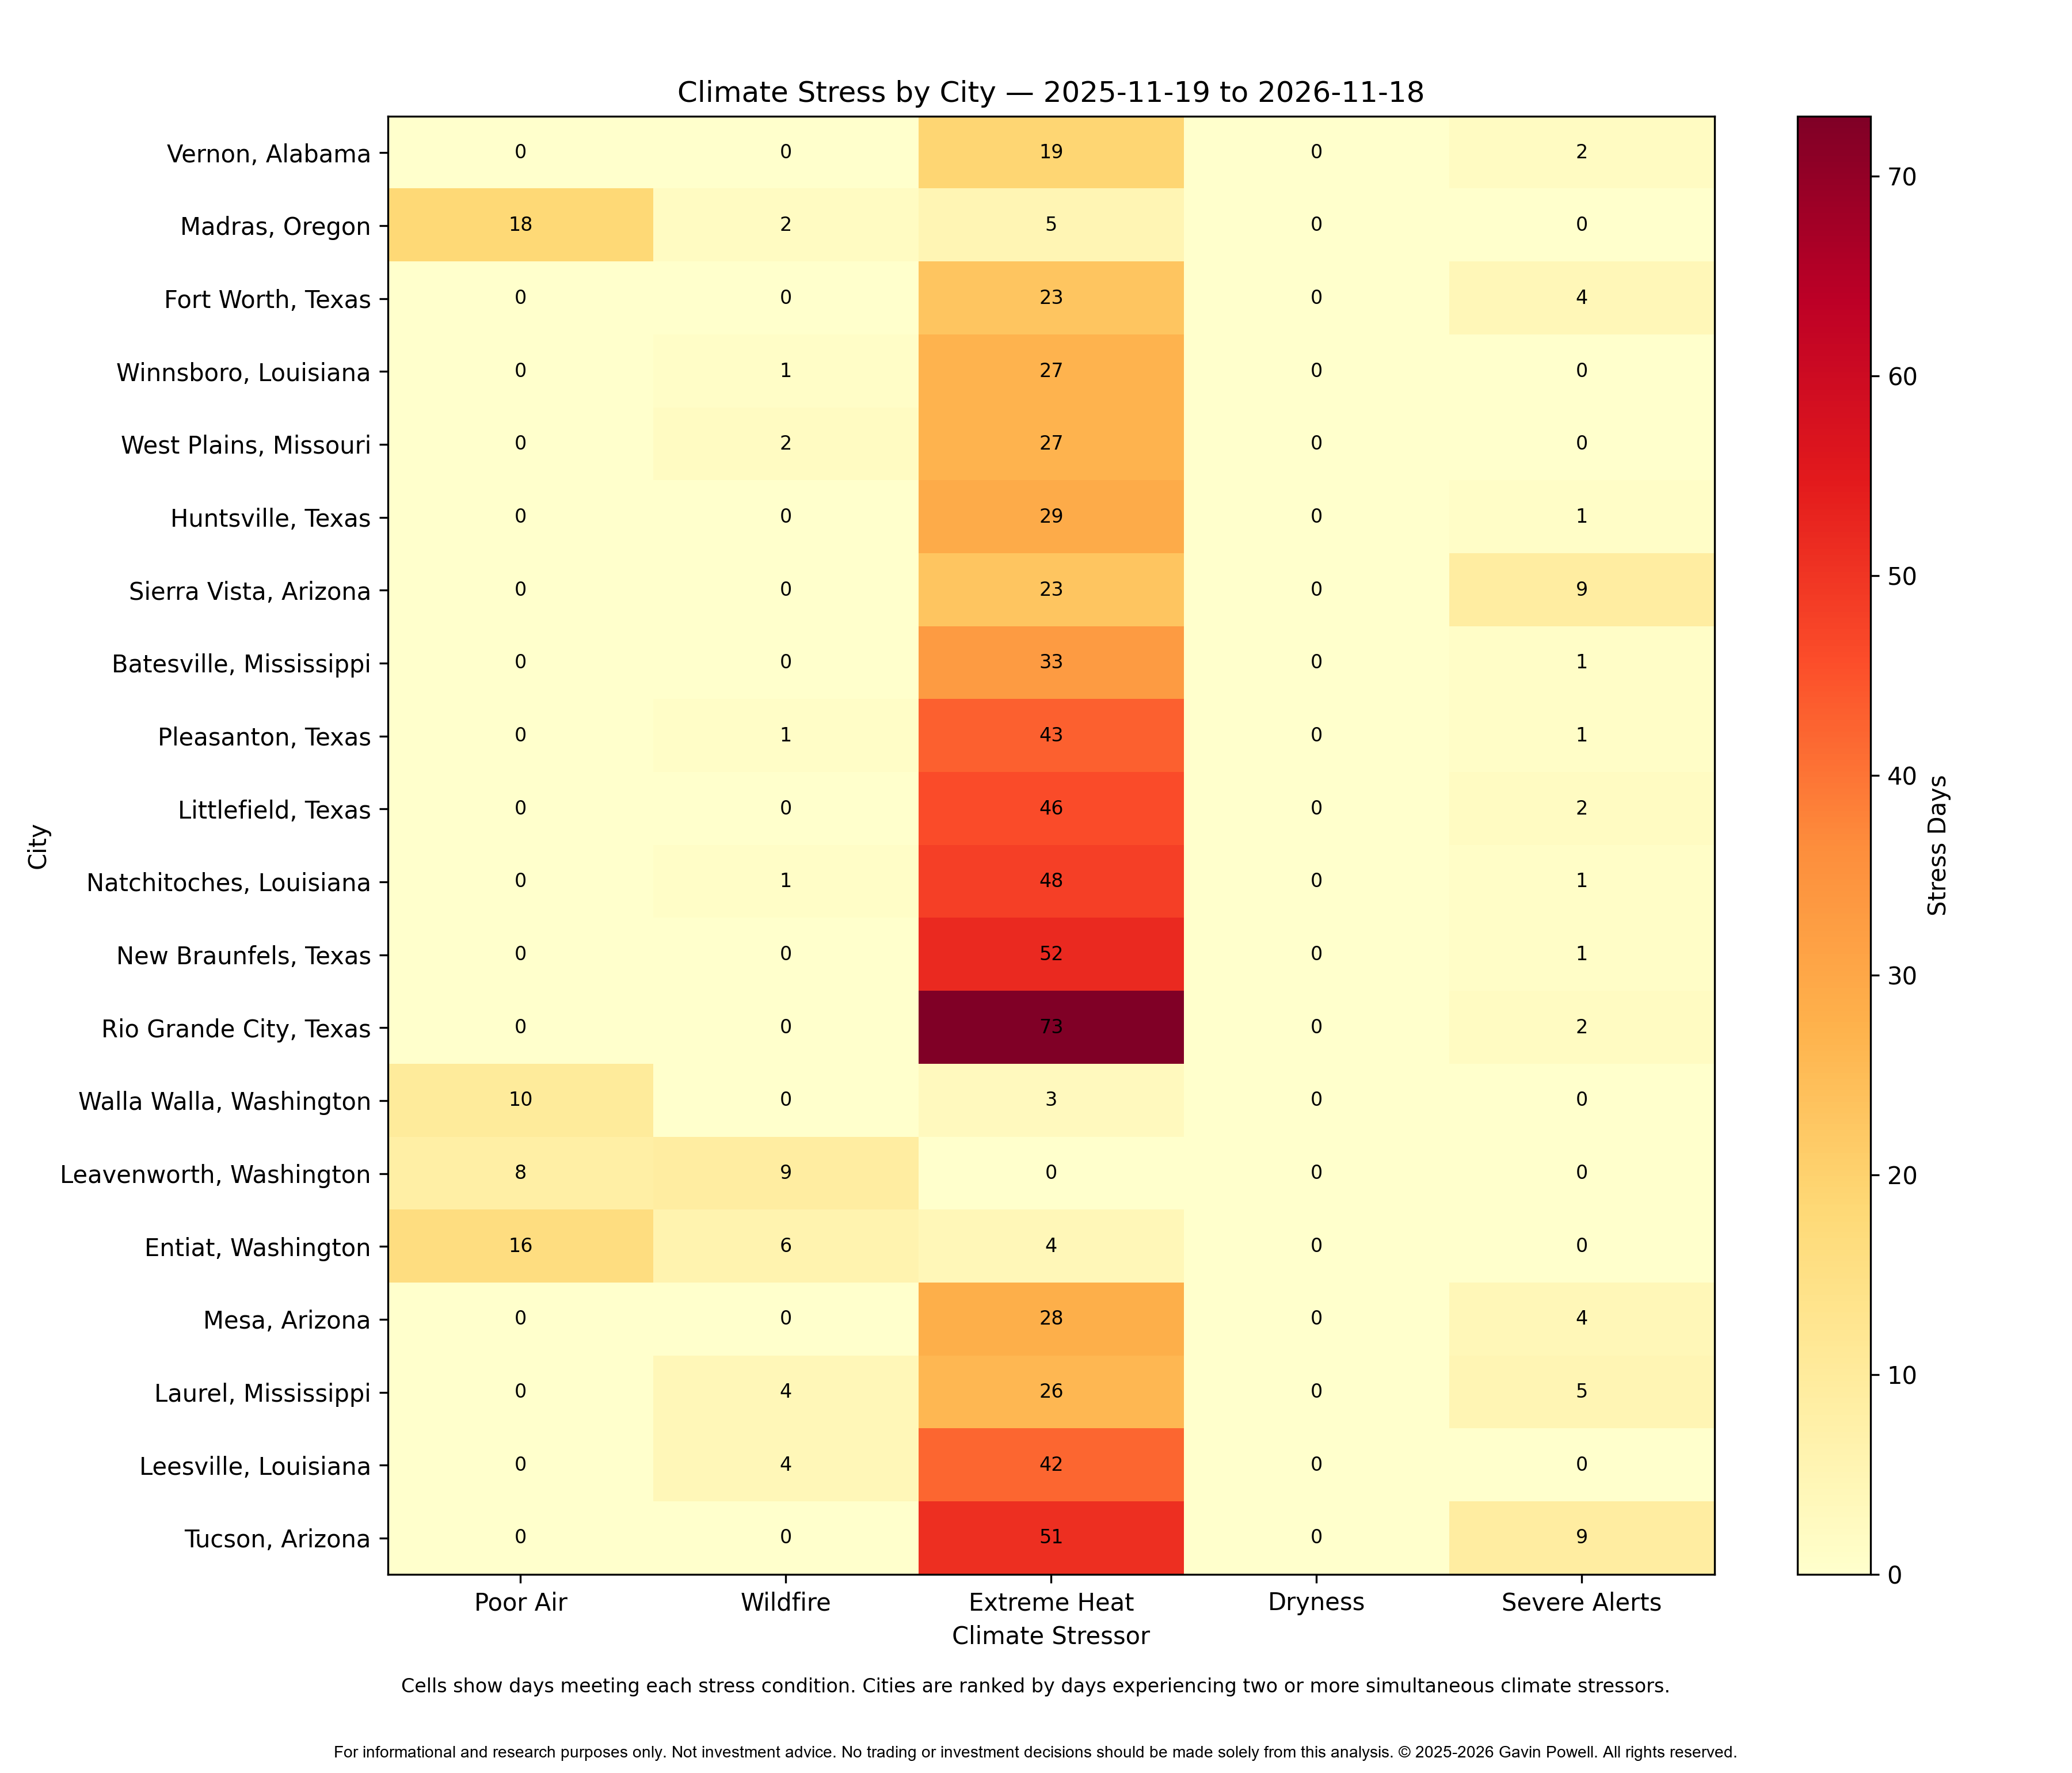 Climate Stress by City — 2025-11-19 to 2026-11-18
Vernon, Alabama 0 0 19 0 2
Madras, Oregon 18 2 5 0 0
Fort Worth, Texas 0 0 23 0 4
Winnsboro, Louisiana 0 1 27 0 0
West Plains, Missouri 0 2 27 0 0
Huntsville, Texas 0 0 29 0 1
Sierra Vista, Arizona 0 0 23 0 9
Batesville, Mississippi 0 0 33 0 1
Pleasanton, Texas 0 1 43 0 1
Littlefield, Texas 0 0 46 0 2
Natchitoches, Louisiana 0 1 48 0 1
New Braunfels, Texas 0 0 52 0 1
Rio Grande City, Texas 0 0 73 0 2
Walla Walla, Washington 10 0 3 0 0
Leavenworth, Washington 8 9 0 0 0
Entiat, Washington 16 6 4 0 0
Mesa, Arizona 0 0 28 0 4
Laurel, Mississippi 0 4 26 0 5
Leesville, Louisiana 0 4 42 0 0
Tucson, Arizona 0 0 51 0 9
City
Poor Air Wildfire Extreme Heat Dryness Severe Alerts
Climate Stressor
70
60
50
40
30
20
10
0
Stress Days
Cells show days meeting each stress condition. Cities are ranked by days experiencing two or more simultaneous climate stressors.
For informational and research purposes only. Not investment advice. No trading or investment decisions should be made solely from this analysis. © 2025-2026 Gavin Powell. All rights reserved.